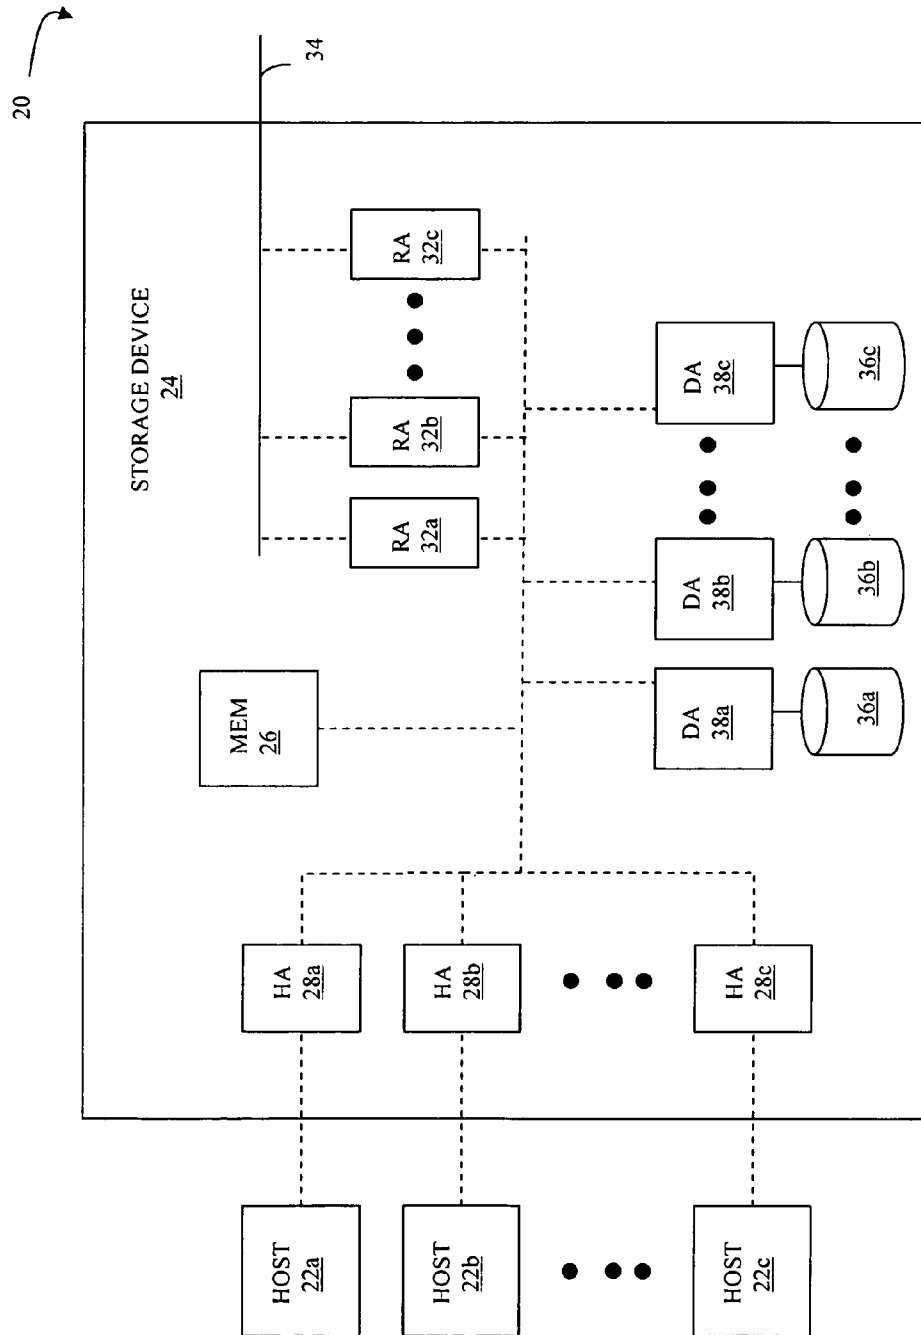 20
34
STORAGE DEVICE
24
MEM
26
RA
32a
RA
32b
RA
32c
HOST
22a
HA
28a
HOST
22b
HA
28b
HOST
22c
HA
28c
DA
38a
DA
38b
DA
38c
36a
36b
36c